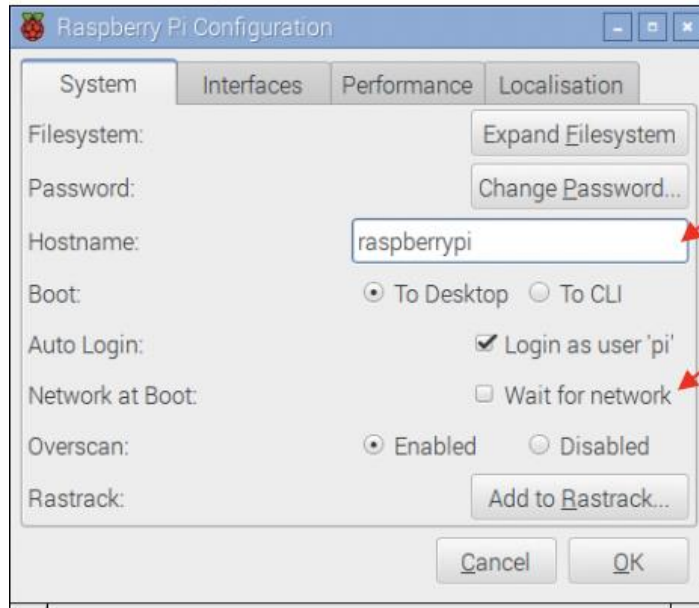 Raspberry Pi Configuration
System Interfaces Performance Localisation
Filesystem: Expand Filesystem
Password: Change Password...
Hostname: raspberrypi
Boot: To Desktop To CLI
Auto Login: Login as user 'pi'
Network at Boot: Wait for network
Overscan: Enabled Disabled
Rastrack: Add to Rastrack...
Cancel OK